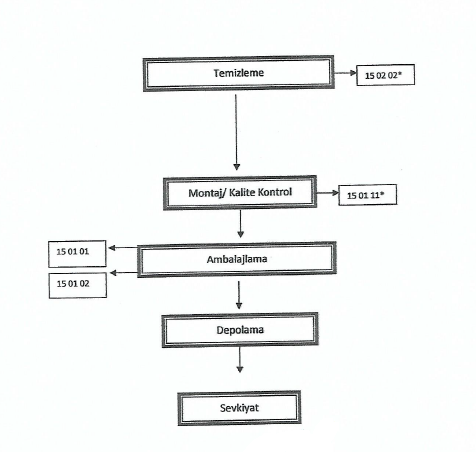 Temizleme
15 02 02*
Montaj/ Kalite Kontrol
15 01 11*
15 01 01
Ambalajlama
15 01 02
Depolama
Sevkiyat